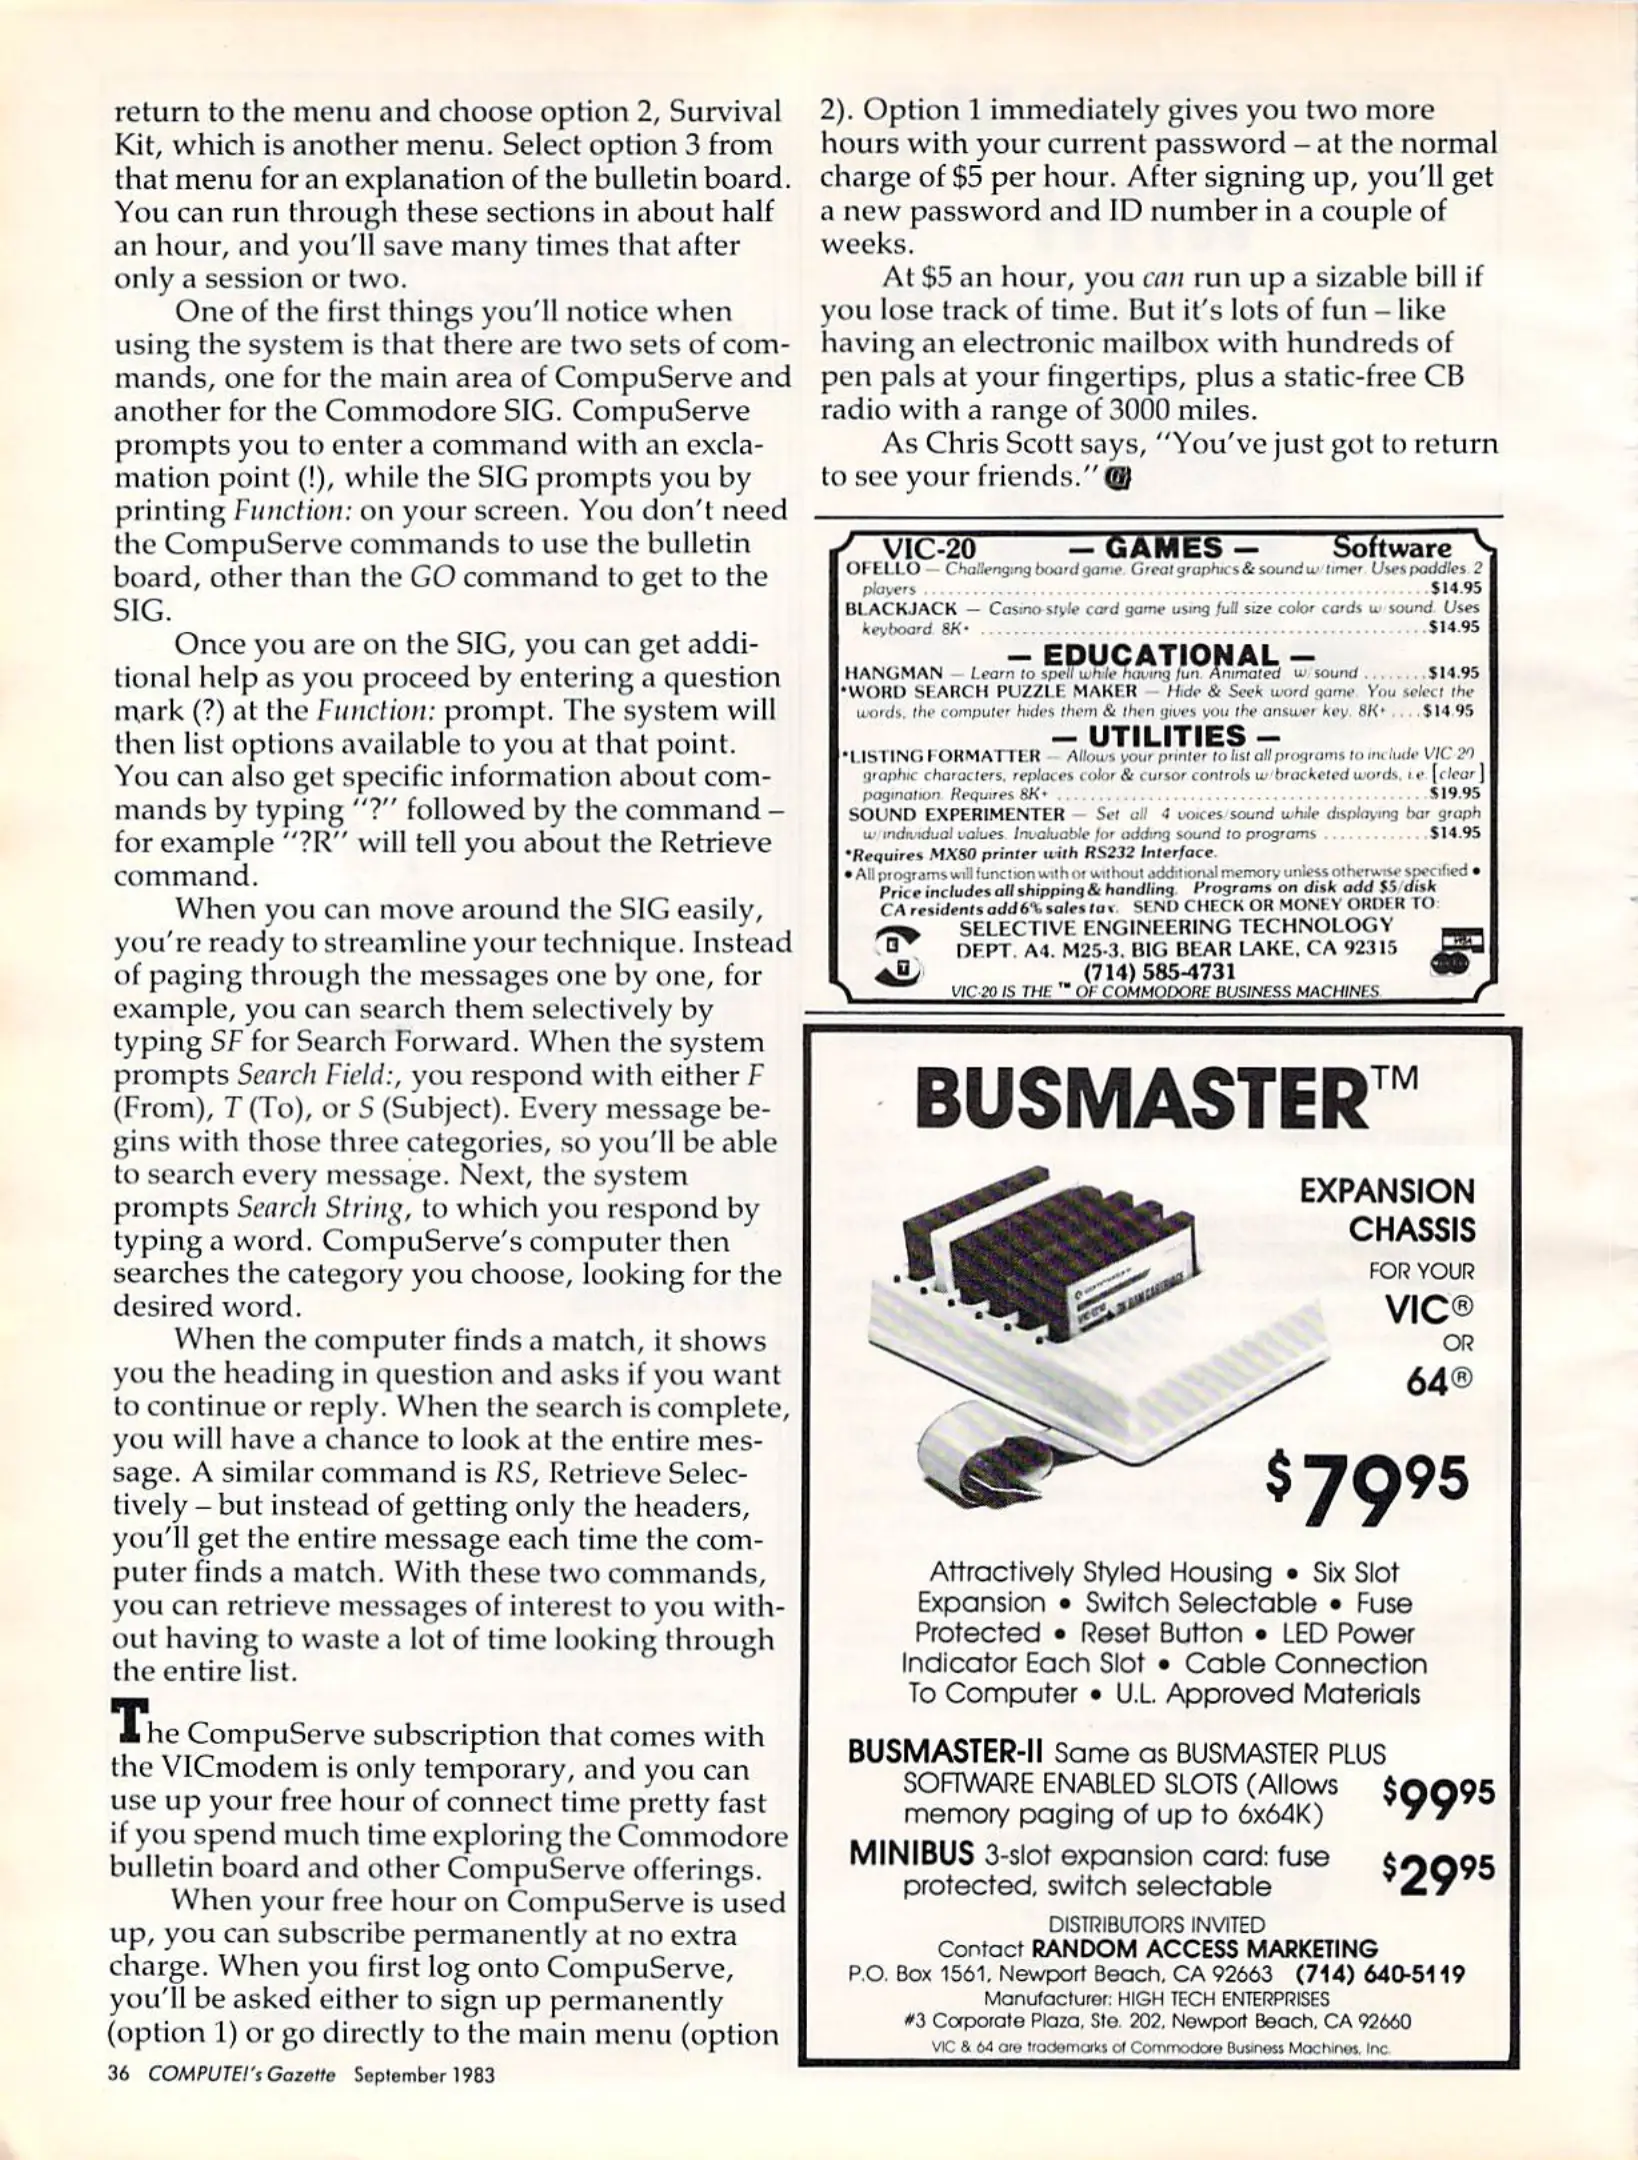 return to the menu and choose option 2, Survival
Kit, which is another menu. Select option 3 from
that menu for an explanation of the bulletin board.
You can run through these sections in about half
an hour, and you'll save many times that after
only a session or two.
One of the first things you'll notice when
using the system is that there are two sets of com-
mands, one for the main area of CompuServe and
another for the Commodore SIG. CompuServe
prompts you to enter a command with an excla-
mation point (!), while the SIG prompts you by
printing Function: on your screen. You don't need
the CompuServe commands to use the bulletin
board, other than the GO command to get to the
SIG.
Once you are on the SIG, you can get addi-
tional help as you proceed by entering a question
mark (?) at the Function: prompt. The system will
then list options available to you at that point.
You can also get specific information about com-
mands by typing "?" followed by the command –
for example "?R" will tell you about the Retrieve
command.
When you can move around the SIG easily,
you're ready to streamline your technique. Instead
of paging through the messages one by one, for
example, you can search them selectively by
typing SF for Search Forward. When the system
prompts Search Field:, you respond with either F
(From), T (To), or S (Subject). Every message be-
gins with those three categories, so you'll be able
to search every message. Next, the system
prompts Search String, to which you respond by
typing a word. CompuServe's computer then
searches the category you choose, looking for the
desired word.
When the computer finds a match, it shows
you the heading in question and asks if you want
to continue or reply. When the search is complete,
you will have a chance to look at the entire mes-
sage. A similar command is RS, Retrieve Selec-
tively – but instead of getting only the headers,
you'll get the entire message each time the com-
puter finds a match. With these two commands,
you can retrieve messages of interest to you with-
out having to waste a lot of time looking through
the entire list.
The CompuServe subscription that comes with
the VICmodem is only temporary, and you can
use up your free hour of connect time pretty fast
if you spend much time exploring the Commodore
bulletin board and other CompuServe offerings.
When your free hour on CompuServe is used
up, you can subscribe permanently at no extra
charge. When you first log onto CompuServe,
you'll be asked either to sign up permanently
(option 1) or go directly to the main menu (option
2). Option 1 immediately gives you two more
hours with your current password – at the normal
charge of $5 per hour. After signing up, you'll get
a new password and ID number in a couple of
weeks.
At $5 an hour, you can run up a sizable bill if
you lose track of time. But it's lots of fun – like
having an electronic mailbox with hundreds of
pen pals at your fingertips, plus a static-free CB
radio with a range of 3000 miles.
As Chris Scott says, "You've just got to return
to see your friends."
VIC-20 — GAMES — Software
OFELLO — Challenging board game. Great graphics & sound w/timer. Uses paddles. 2
players ........ $14.95
BLACKJACK — Casino style card game using full size color cards w/sound. Uses
keyboard. 8K+ ........ $14.95
— EDUCATIONAL —
HANGMAN — Learn to spell while having fun. Animated w/sound ........ $14.95
*WORD SEARCH PUZZLE MAKER — Hide & Seek word game. You select the
words, the computer hides them & then gives you the answer key. 8K+ .... $14.95
— UTILITIES —
*LISTING FORMATTER — Allows your printer to list all programs to include VIC 20
graphic characters, replaces color & cursor controls w/bracketed words, i.e. [clear]
pagination. Requires 8K+ ........ $19.95
SOUND EXPERIMENTER — Set all 4 voices/sound while displaying bar graph
w/individual values. Invaluable for adding sound to programs ........ $14.95
*Requires MX80 printer with RS232 Interface.
• All programs will function with or without additional memory unless otherwise specified •
Price includes all shipping & handling. Programs on disk add $5/disk
CA residents add 6% sales tax. SEND CHECK OR MONEY ORDER TO:
SELECTIVE ENGINEERING TECHNOLOGY
DEPT. A4. M25-3. BIG BEAR LAKE, CA 92315
(714) 585-4731
VIC-20 IS THE ™ OF COMMODORE BUSINESS MACHINES
BUSMASTER™
EXPANSION
CHASSIS
FOR YOUR
VIC®
OR
64®
$79.95
Attractively Styled Housing • Six Slot
Expansion • Switch Selectable • Fuse
Protected • Reset Button • LED Power
Indicator Each Slot • Cable Connection
To Computer • U.L. Approved Materials
BUSMASTER-II Same as BUSMASTER PLUS
SOFTWARE ENABLED SLOTS (Allows
memory paging of up to 6x64K) $99.95
MINIBUS 3-slot expansion card: fuse
protected, switch selectable $29.95
DISTRIBUTORS INVITED
Contact RANDOM ACCESS MARKETING
P.O. Box 1561, Newport Beach, CA 92663 (714) 640-5119
Manufacturer: HIGH TECH ENTERPRISES
#3 Corporate Plaza, Ste. 202, Newport Beach, CA 92660
VIC & 64 are trademarks of Commodore Business Machines, Inc.
36 COMPUTE!'s Gazette September 1983